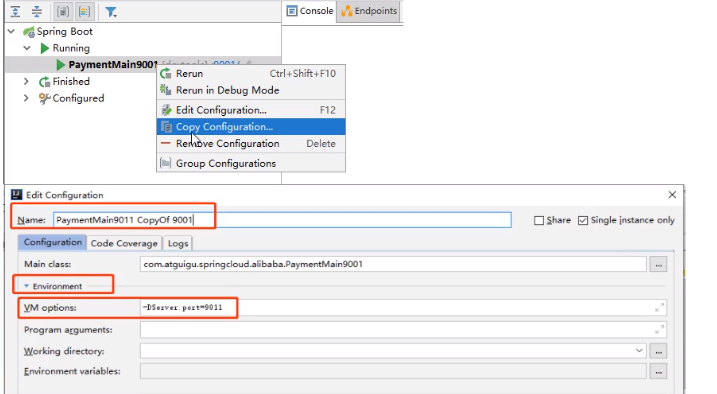 Console Endpoints
Spring Boot
Running
PaymentMain9001
Finished
Configured
Rerun Ctrl+Shift+F10
Rerun in Debug Mode
Edit Configuration... F12
Copy Configuration...
Remove Configuration Delete
Group Configurations
Edit Configuration
Name: PaymentMain9011 CopyOf 9001 Share Single instance only
Configuration Code Coverage Logs
Main class: com.atguigu.springcloud.alibaba.PaymentMain9001 ...
Environment
VM options: -DServer.port=9011
Program arguments:
Working directory: ...
Environment variables: ...